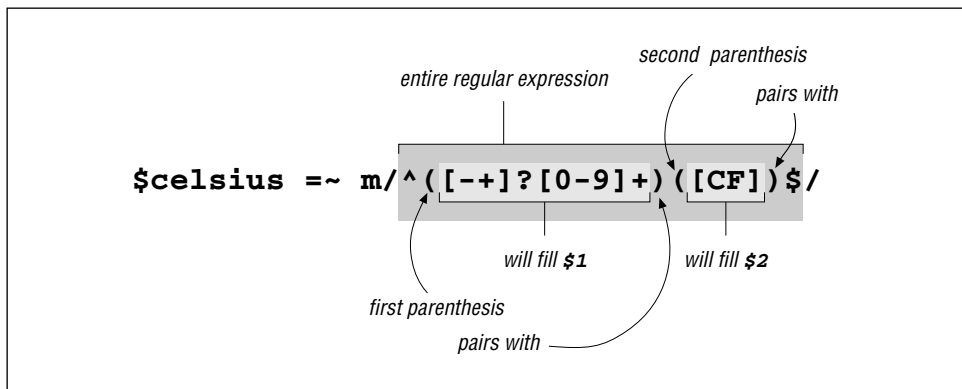 second parenthesis
entire regular expression
pairs with
$celsius =~ m/^([-+]?[0-9]+)([CF])$/
will fill $1
will fill $2
first parenthesis
pairs with